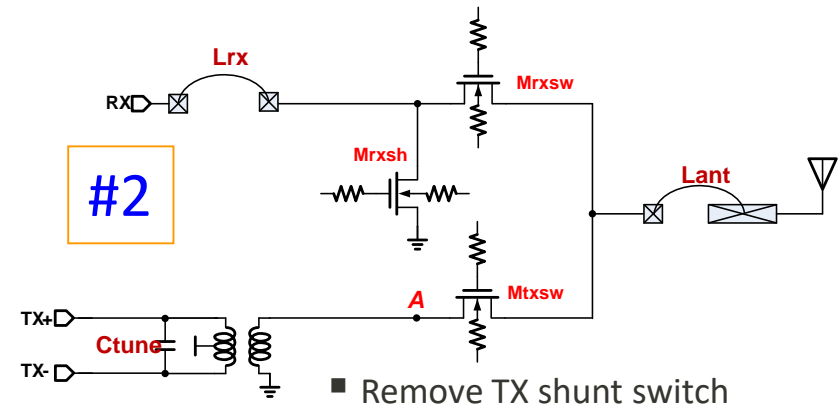 Lrx
RX
Mrxsw
Mrxsh
#2
Lant
A
Mtxsw
TX+
Ctune
TX-
▪ Remove TX shunt switch